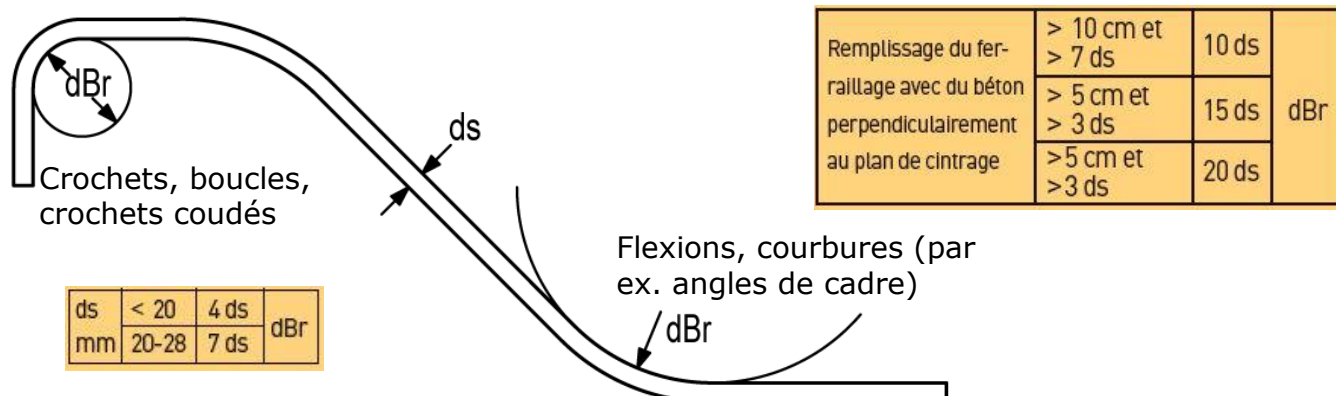 dBr
ds
Crochets, boucles,
crochets coudés
Flexions, courbures (par
ex. angles de cadre)
dBr
ds < 20 4 ds dBr
mm 20-28 7 ds
Remplissage du fer-
raillage avec du béton
perpendiculairement
au plan de cintrage
> 10 cm et
> 7 ds
10 ds
> 5 cm et
> 3 ds
15 ds
>5 cm et
>3 ds
20 ds
dBr